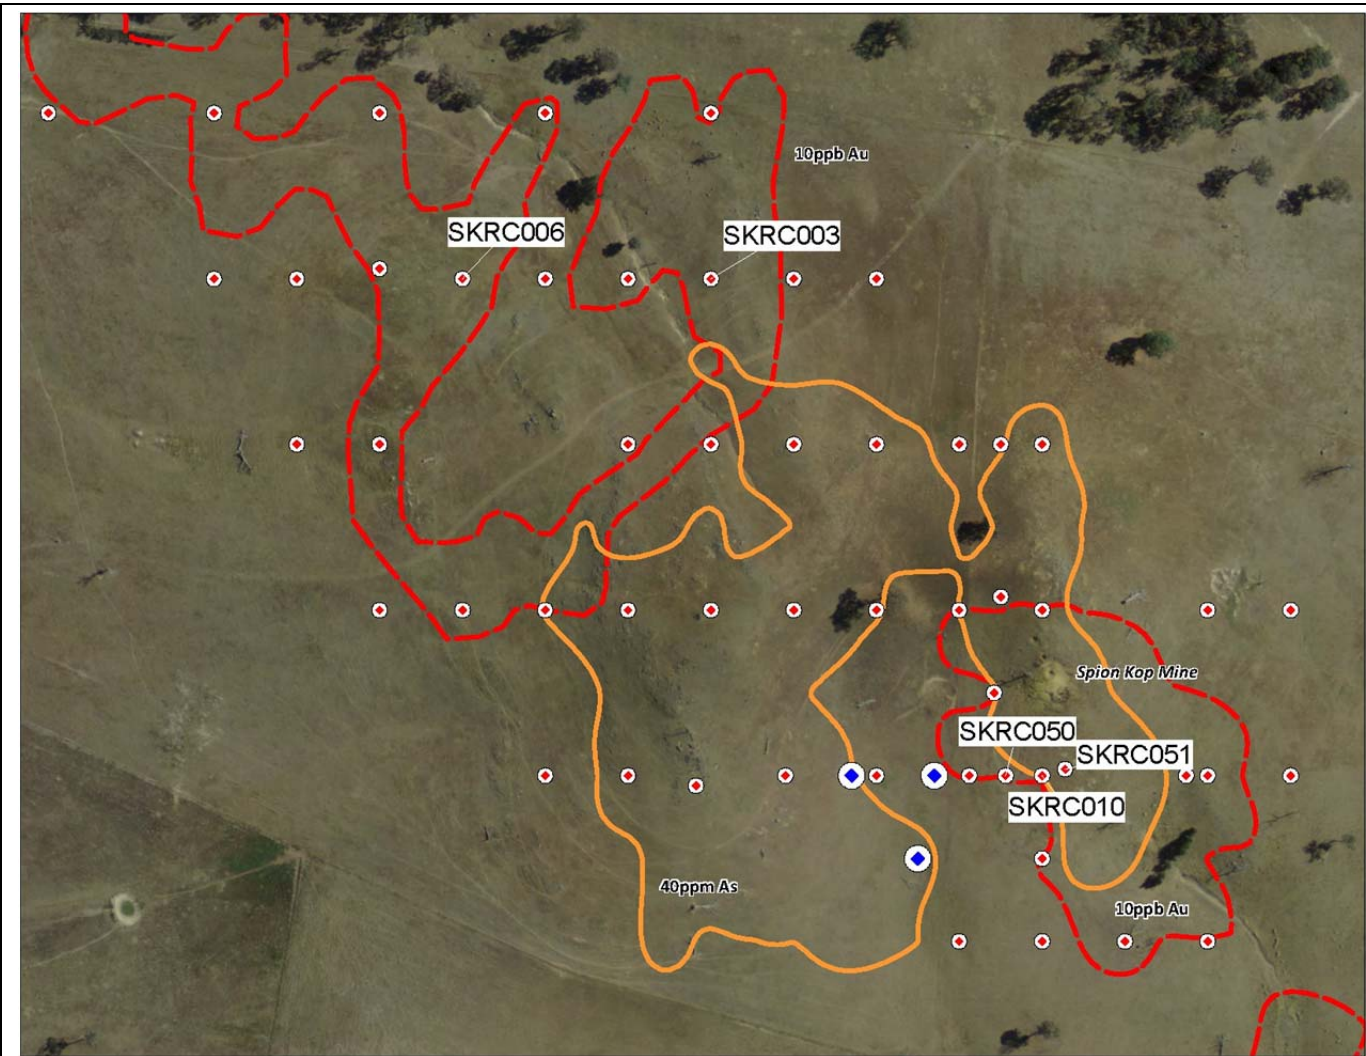 10ppb Au
SKRC006
SKRC003
Spion Kop Mine
SKRC050
SKRC051
SKRC010
40ppm As
10ppb Au